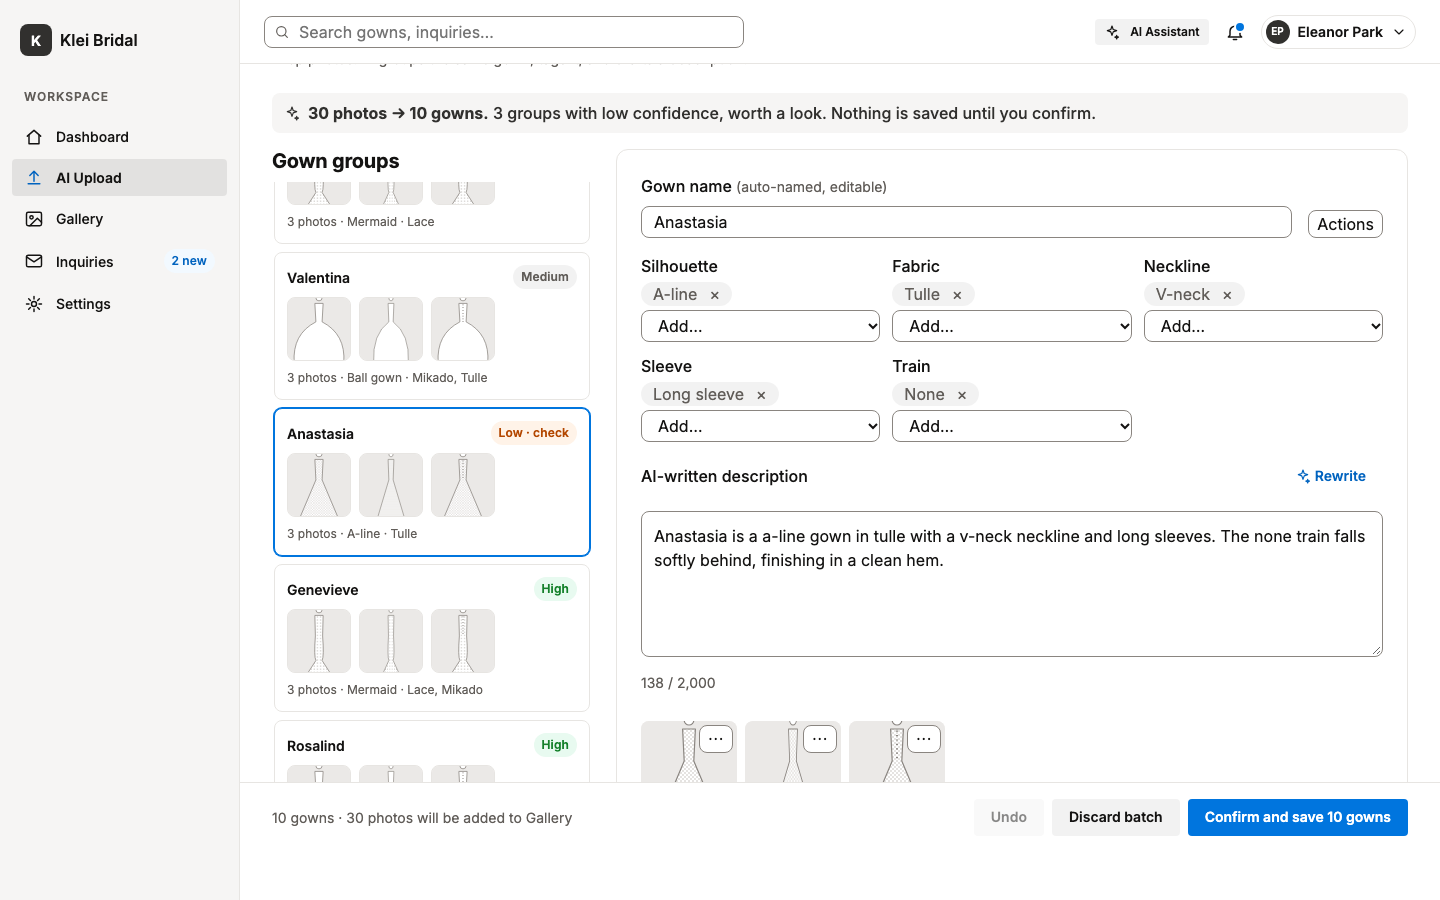 K Klei Bridal
WORKSPACE
Dashboard
AI Upload
Gallery
Inquiries 2 new
Settings
Search gowns, inquiries...
AI Assistant
EP Eleanor Park
30 photos → 10 gowns. 3 groups with low confidence, worth a look. Nothing is saved until you confirm.
Gown groups
3 photos · Mermaid · Lace
Valentina Medium
3 photos · Ball gown · Mikado, Tulle
Anastasia Low · check
3 photos · A-line · Tulle
Genevieve High
3 photos · Mermaid · Lace, Mikado
Rosalind High
Gown name (auto-named, editable)
Anastasia Actions
Silhouette Fabric Neckline
A-line × Tulle × V-neck ×
Add... Add... Add...
Sleeve Train
Long sleeve × None ×
Add... Add...
AI-written description Rewrite
Anastasia is a a-line gown in tulle with a v-neck neckline and long sleeves. The none train falls
softly behind, finishing in a clean hem.
138 / 2,000
... ... ...
10 gowns · 30 photos will be added to Gallery
Undo Discard batch Confirm and save 10 gowns